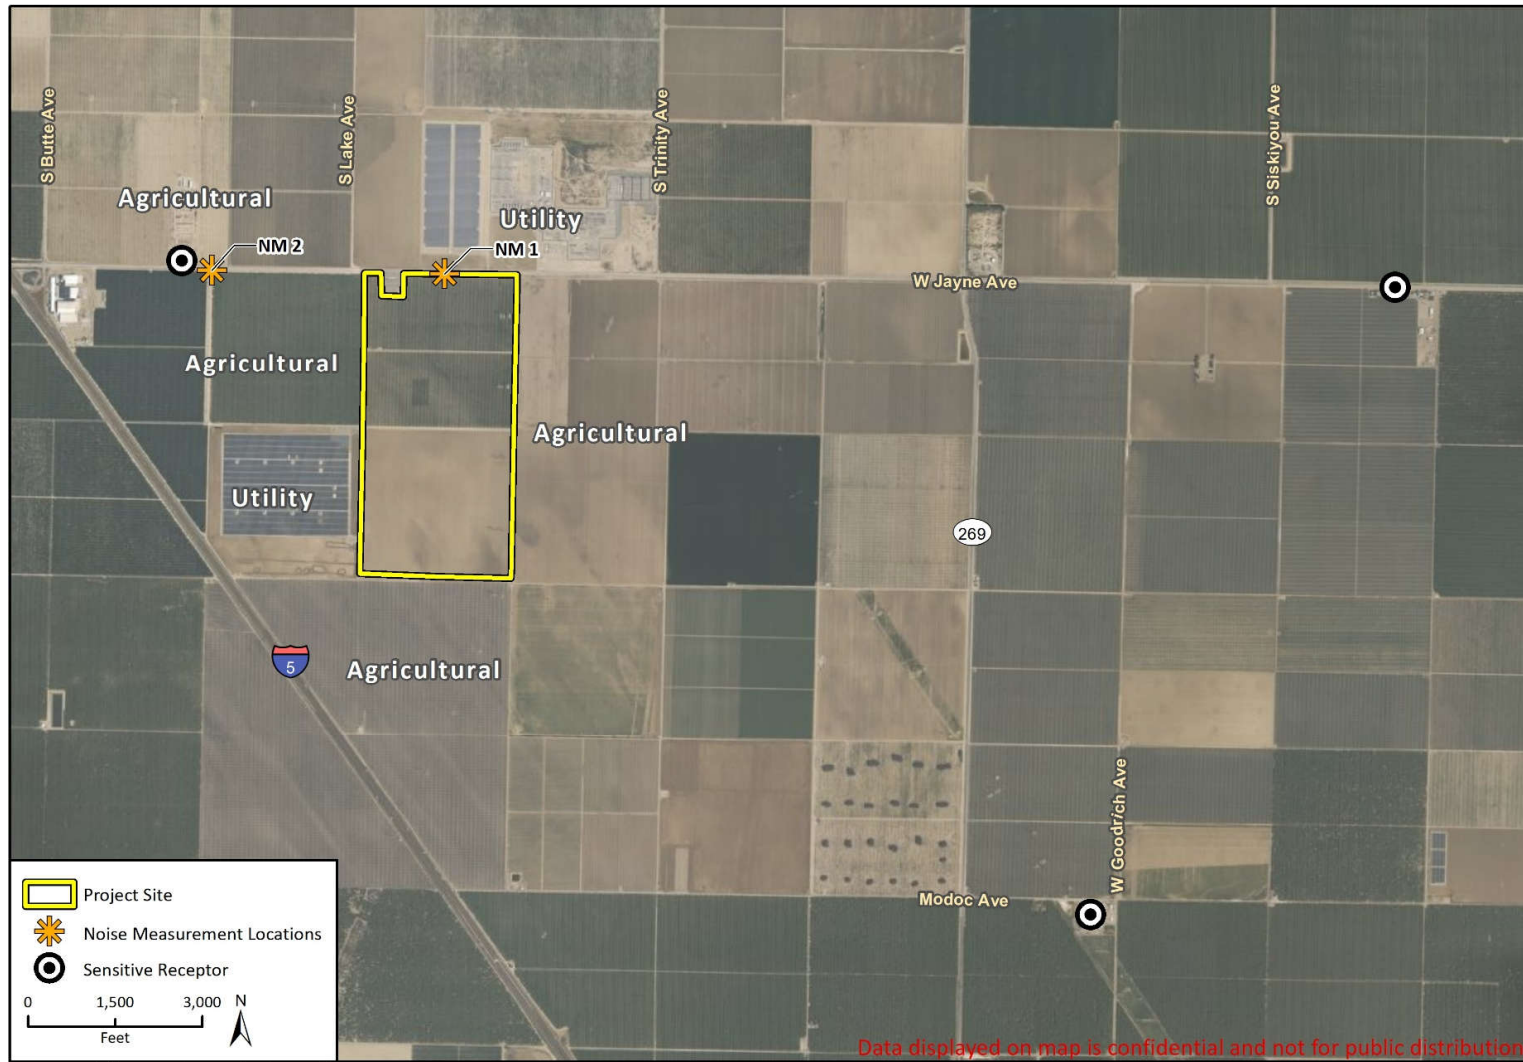 S Butte Ave
S Lake Ave
S Trinity Ave
S Siskiyou Ave
Agricultural
Utility
NM 2
NM 1
W Jayne Ave
Agricultural
Agricultural
Utility
269
5
Agricultural
W Goodrich Ave
Modoc Ave
Project Site
Noise Measurement Locations
Sensitive Receptor
0 1,500 3,000 N
Feet
Data displayed on map is confidential and not for public distribution